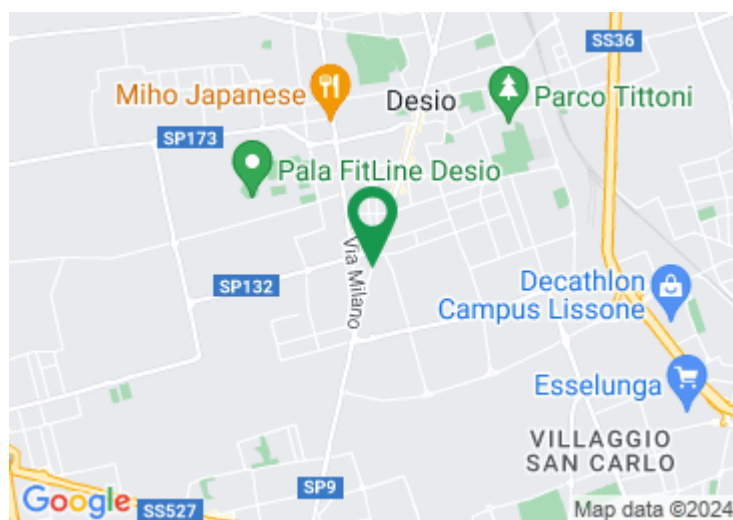 SS36
Miho Japanese
Desio
Parco Tittoni
SP173
Pala FitLine Desio
Via Milano
SP132
Decathlon
Campus Lissone
Esselunga
VILLAGGIO
SAN CARLO
SP9
Google
SS527
Map data ©2024